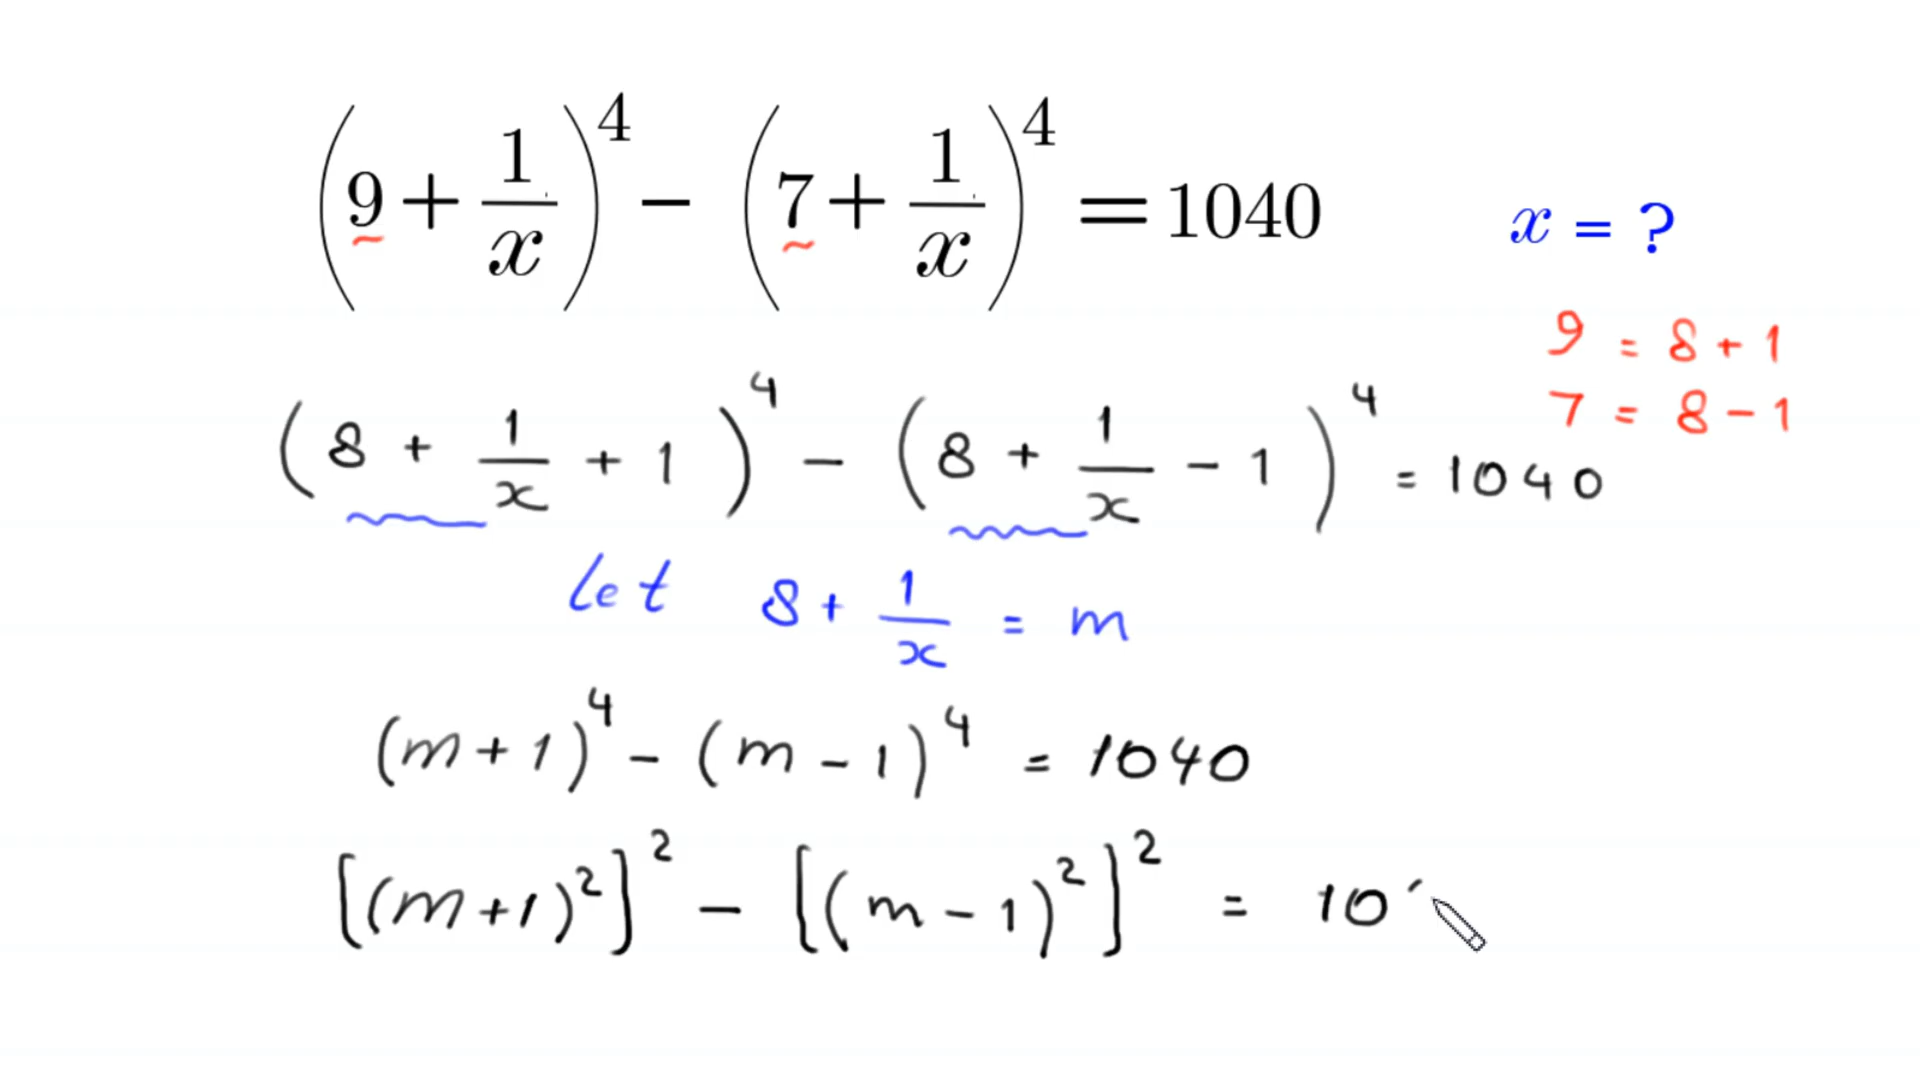 (9 + 1/x)⁴ − (7 + 1/x)⁴ = 1040
x = ?
9 = 8 + 1
7 = 8 − 1
(8 + 1/x + 1)⁴ − (8 + 1/x − 1)⁴ = 1040
Let 8 + 1/x = m
(m + 1)⁴ − (m − 1)⁴ = 1040
[(m + 1)²]² − [(m − 1)²]² = 10